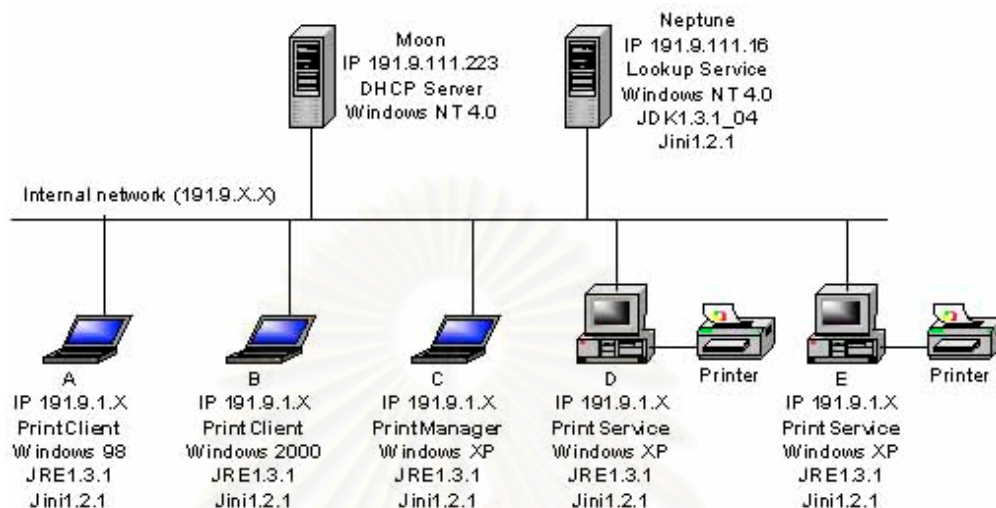 Moon
IP 191.9.111.223
DHCP Server
Windows NT 4.0
Neptune
IP 191.9.111.16
Lookup Service
Windows NT 4.0
JDK1.3.1_04
Jini1.2.1
Internal network (191.9.X.X)
A
IP 191.9.1.X
PrintClient
Windows 98
JRE1.3.1
Jini1.2.1
B
IP 191.9.1.X
PrintClient
Windows 2000
JRE1.3.1
Jini1.2.1
C
IP 191.9.1.X
PrintManager
Windows XP
JRE1.3.1
Jini1.2.1
D
IP 191.9.1.X
PrintService
Windows XP
JRE1.3.1
Jini1.2.1
Printer
E
IP 191.9.1.X
PrintService
Windows XP
JRE1.3.1
Jini1.2.1
Printer